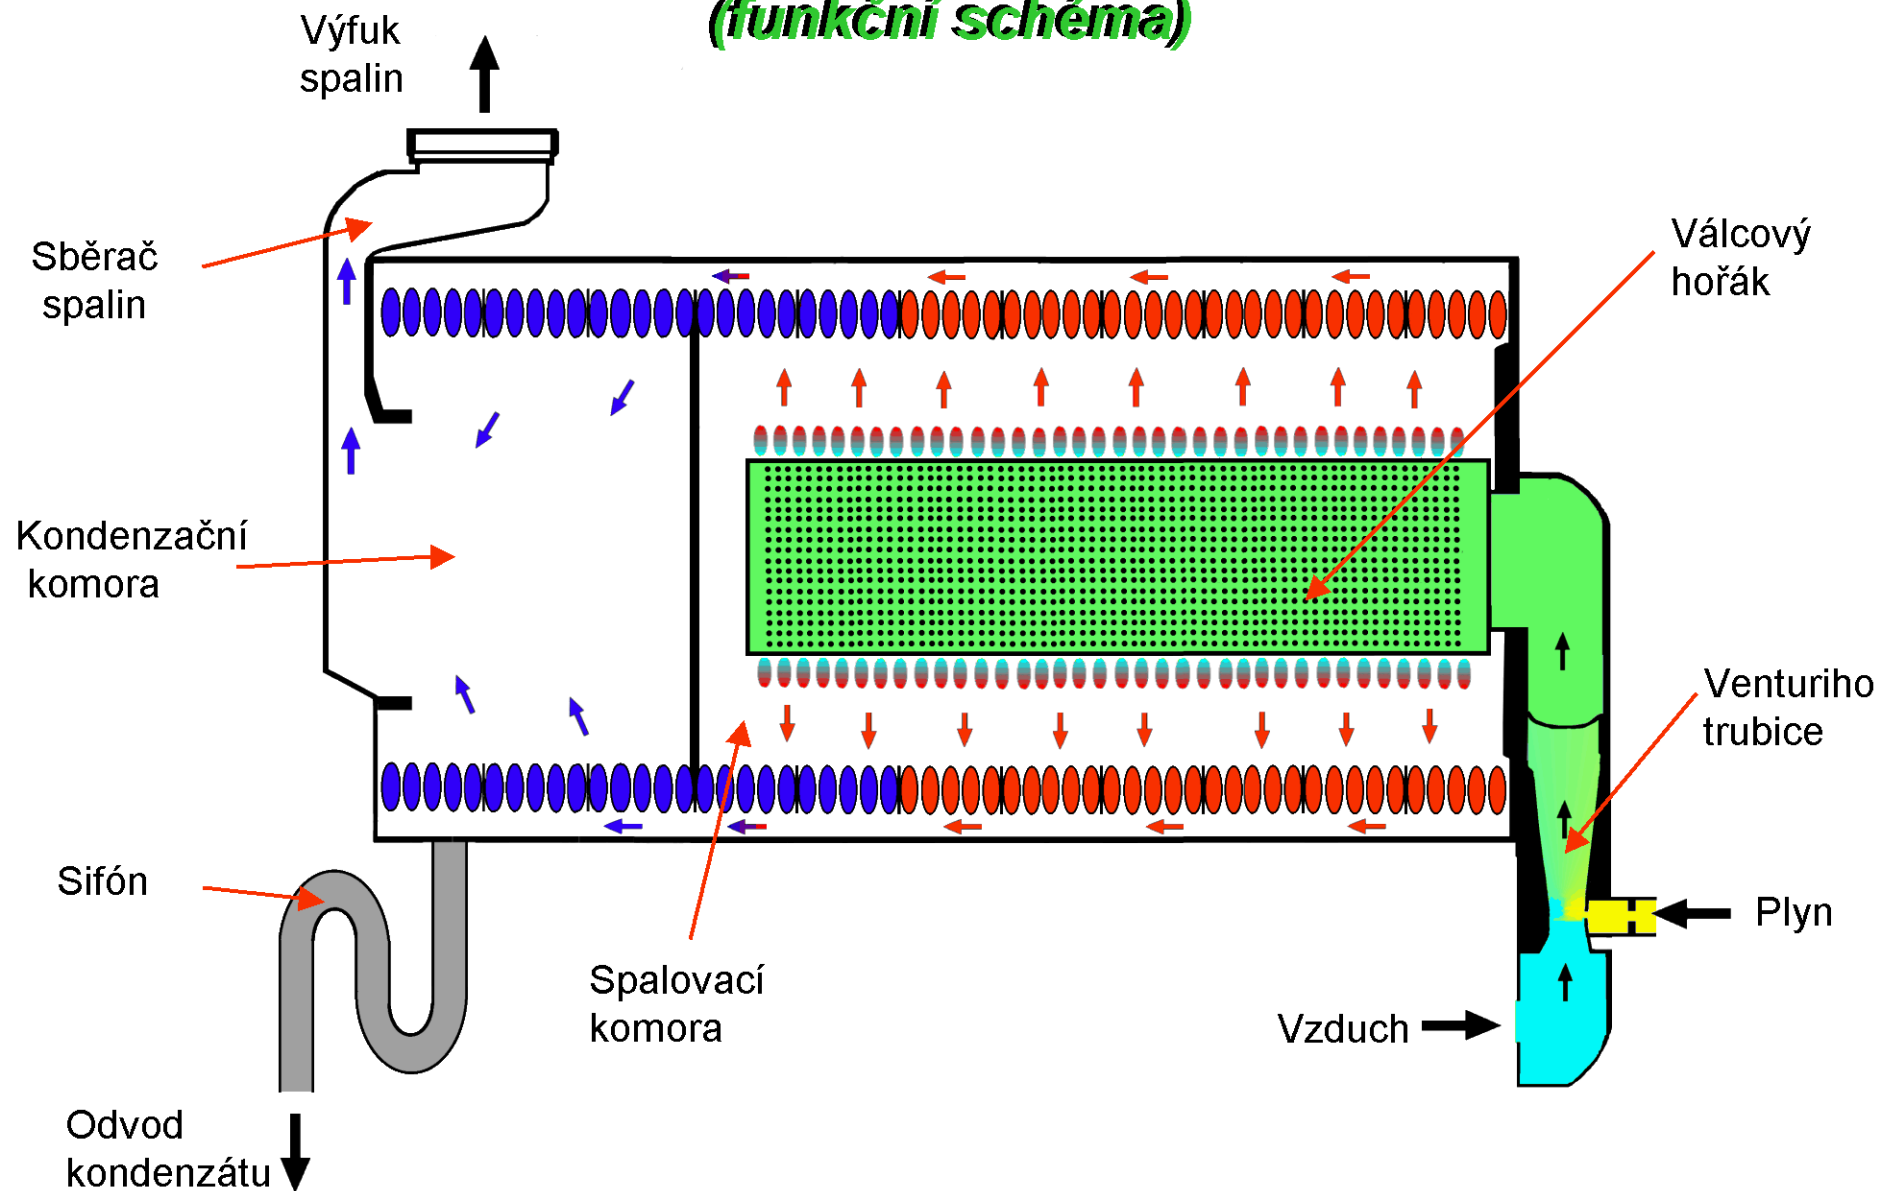 (funkční schéma)
Výfuk
spalin
Sběrač
spalin
Válcový
hořák
Kondenzační
komora
Venturiho
trubice
Sifón
Plyn
Spalovací
komora
Vzduch
Odvod
kondenzátu